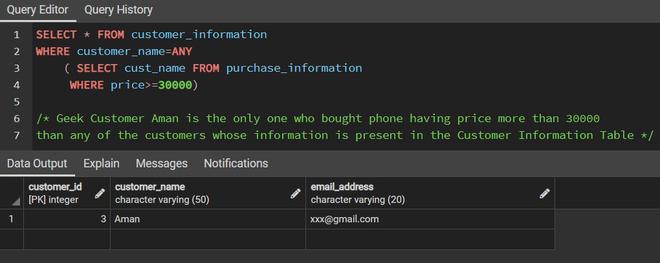 Query Editor Query History
1 SELECT * FROM customer_information
2 WHERE customer_name=ANY
3 ( SELECT cust_name FROM purchase_information
4 WHERE price>=30000)
5
6 /* Geek Customer Aman is the only one who bought phone having price more than 30000
7 than any of the customers whose information is present in the Customer Information Table */
Data Output Explain Messages Notifications
customer_id customer_name email_address
[PK] integer character varying (50) character varying (20)
1 3 Aman xxx@gmail.com